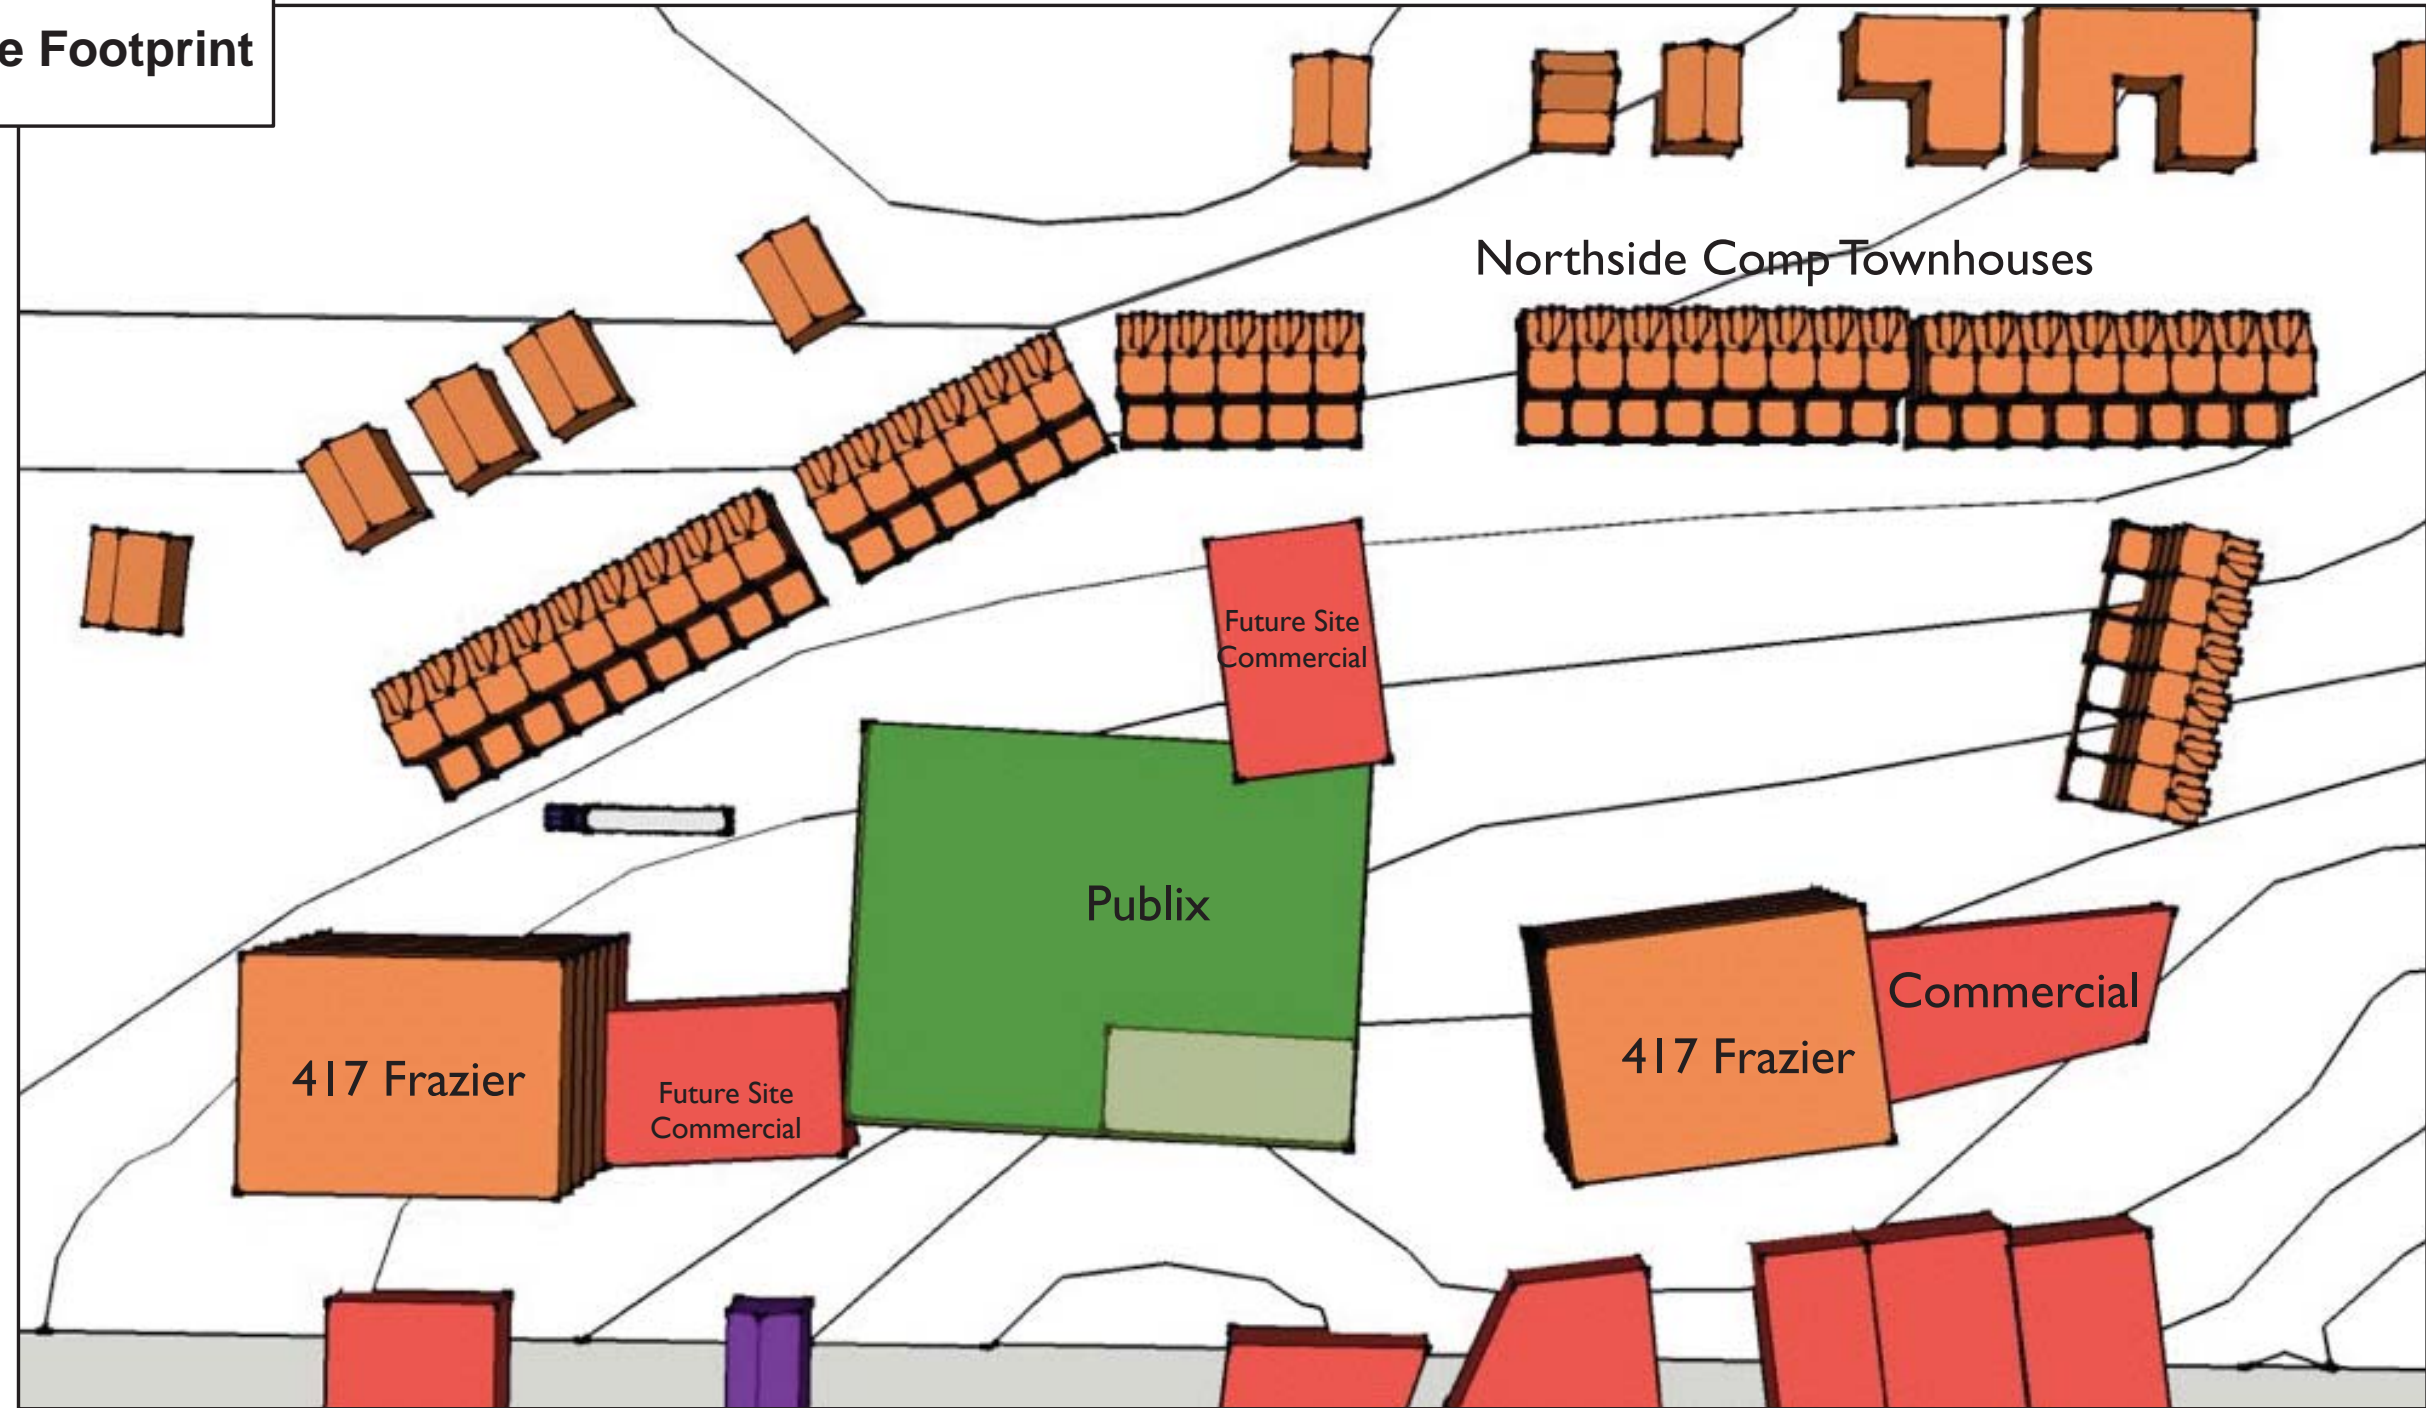 e Footprint
Northside Comp Townhouses
Future Site
Commercial
Publix
Commercial
417 Frazier
417 Frazier
Future Site
Commercial